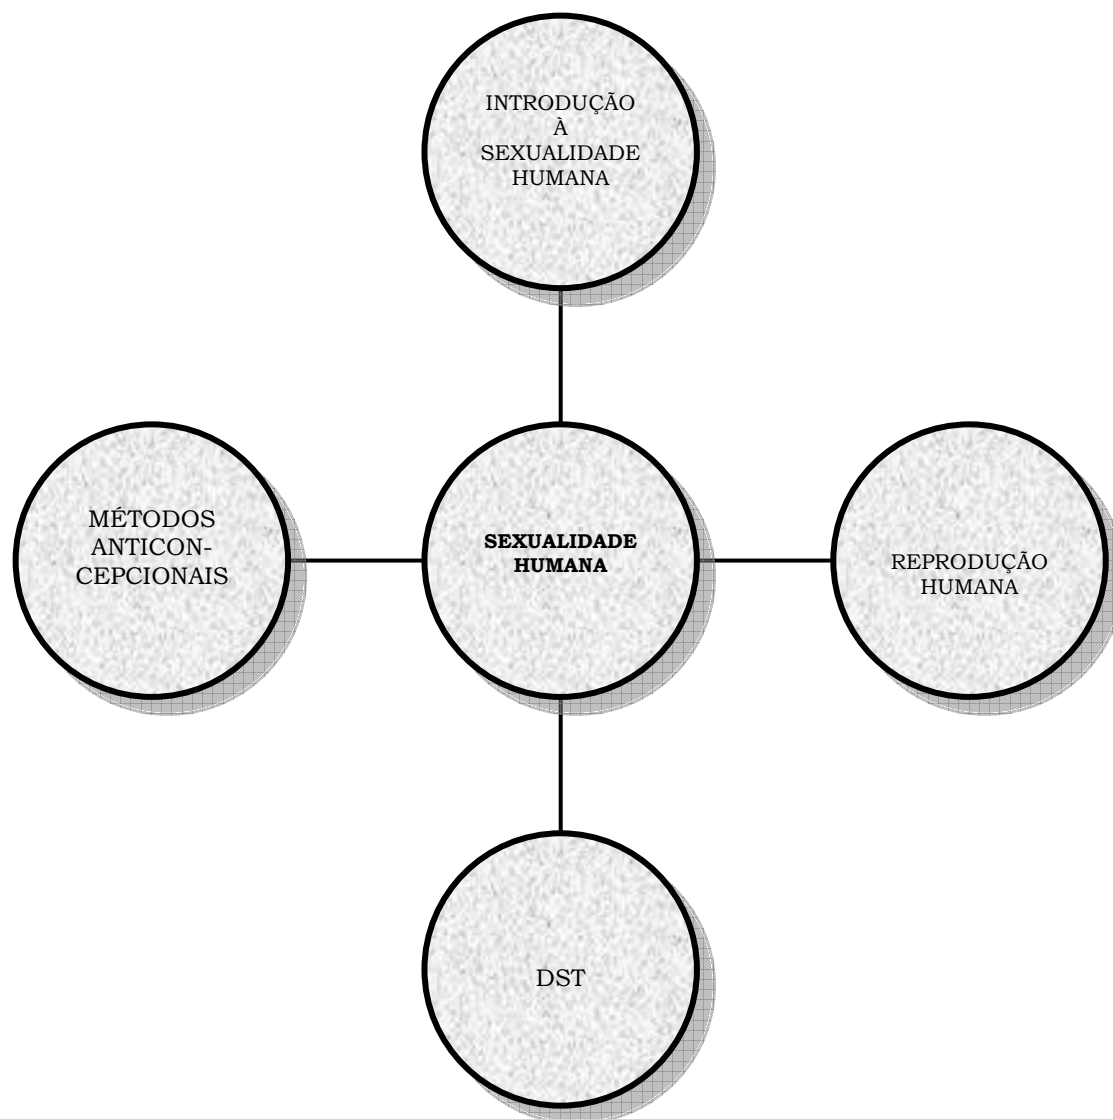 INTRODUÇÃO
À
SEXUALIDADE
HUMANA
MÉTODOS
ANTICON-
CEPCIONAIS
SEXUALIDADE
HUMANA
REPRODUÇÃO
HUMANA
DST